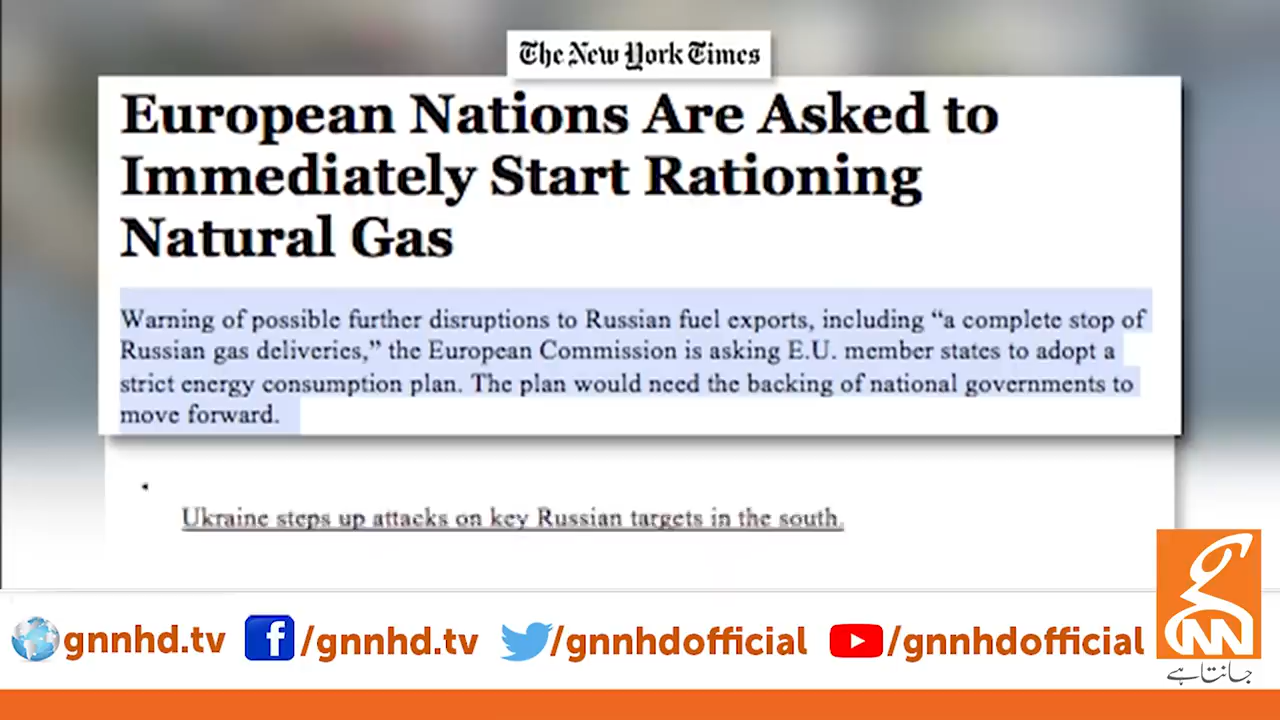 The New York Times
European Nations Are Asked to
Immediately Start Rationing
Natural Gas
Warning of possible further disruptions to Russian fuel exports, including “a complete stop of
Russian gas deliveries,” the European Commission is asking E.U. member states to adopt a
strict energy consumption plan. The plan would need the backing of national governments to
move forward.
Ukraine steps up attacks on key Russian targets in the south.
gnnhd.tv
/gnnhd.tv
/gnnhdofficial
/gnnhdofficial
GNN
جانتا ہے